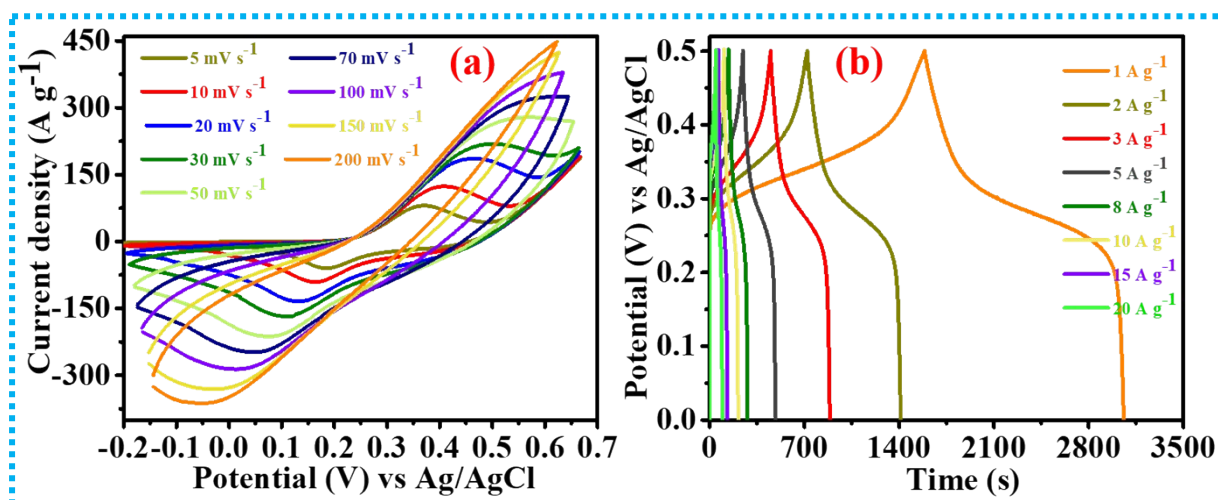 (a)
5 mV s⁻¹
10 mV s⁻¹
20 mV s⁻¹
30 mV s⁻¹
50 mV s⁻¹
70 mV s⁻¹
100 mV s⁻¹
150 mV s⁻¹
200 mV s⁻¹
Current density (A g⁻¹)
450
300
150
0
-150
-300
-0.2 -0.1 0.0 0.1 0.2 0.3 0.4 0.5 0.6 0.7
Potential (V) vs Ag/AgCl
(b)
1 A g⁻¹
2 A g⁻¹
3 A g⁻¹
5 A g⁻¹
8 A g⁻¹
10 A g⁻¹
15 A g⁻¹
20 A g⁻¹
Potential (V) vs Ag/AgCl
0.5
0.4
0.3
0.2
0.1
0.0
0 700 1400 2100 2800 3500
Time (s)